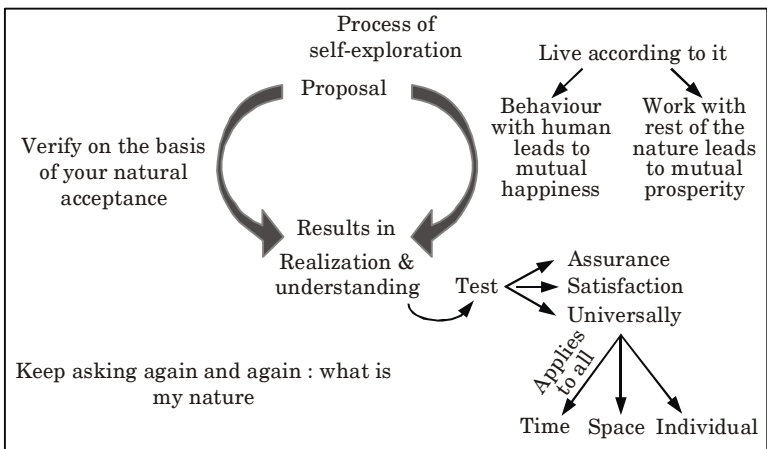 Process of
self-exploration
Proposal
Live according to it
Behaviour
with human
leads to
mutual
happiness
Work with
rest of the
nature leads
to mutual
prosperity
Verify on the basis
of your natural
acceptance
Results in
Realization &
understanding
Test
Assurance
Satisfaction
Universally
Applies
to all
Time
Space
Individual
Keep asking again and again : what is
my nature